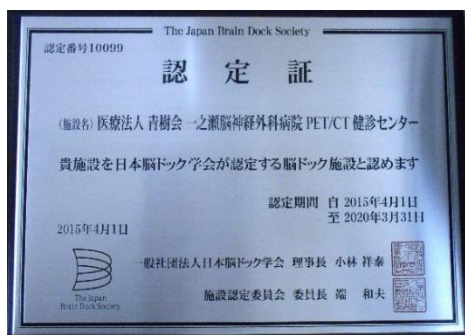 The Japan Brain Dock Society
認定番号10099
認 定 証
(施設名) 医療法人 青樹会 一之瀬脳神経外科病院 PET/CT 健診センター
貴施設を日本脳ドック学会が認定する脳ドック施設と認めます
認定期間 自 2015年4月1日
至 2020年3月31日
2015年4月1日
一般社団法人日本脳ドック学会 理事長 小林 祥泰
施設認定委員会 委員長 端 和夫
The Japan
Brain Dock Society